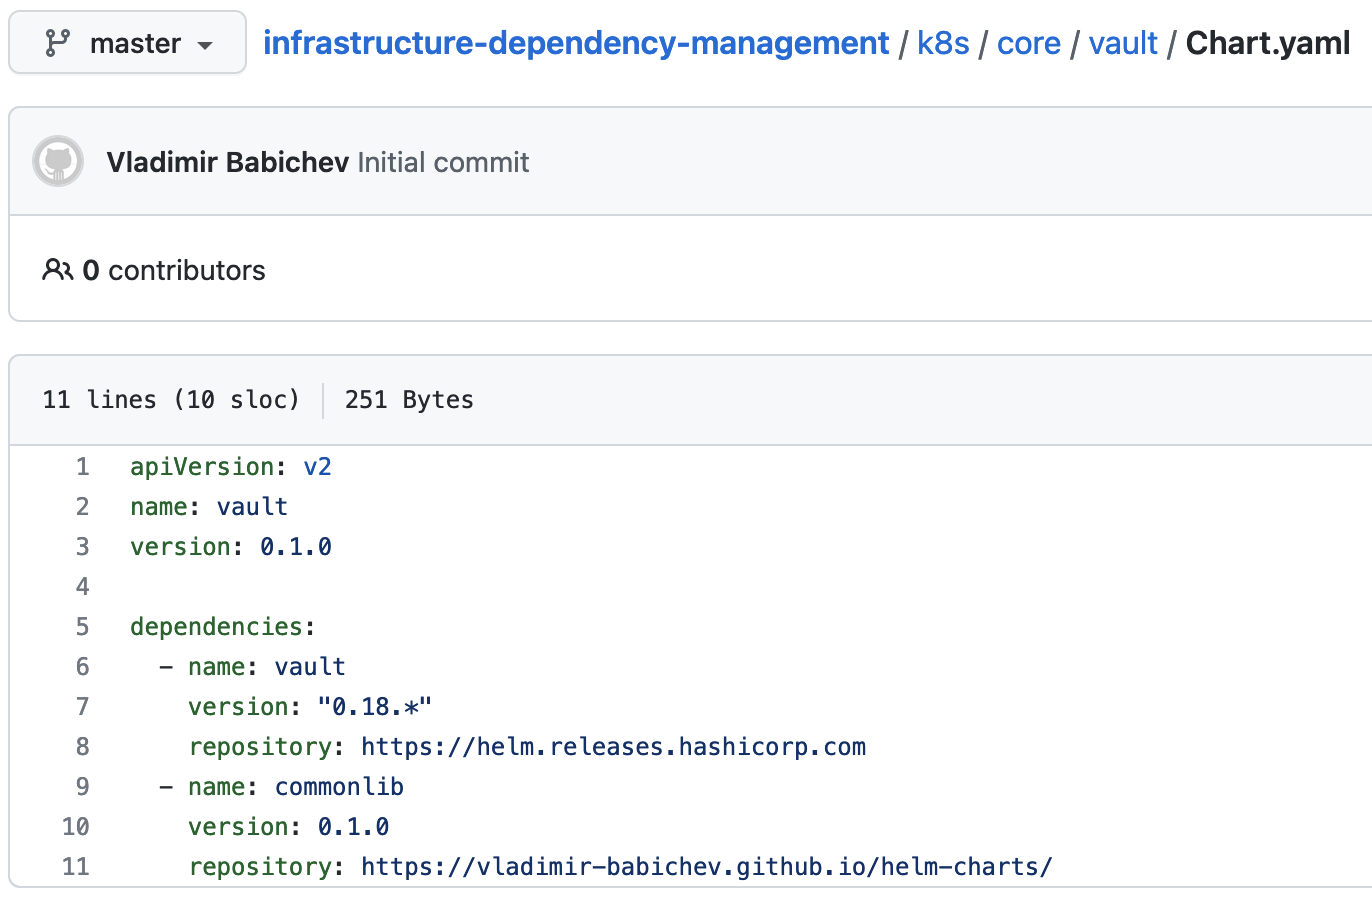 master infrastructure-dependency-management / k8s / core / vault / Chart.yaml
Vladimir Babichev Initial commit
0 contributors
11 lines (10 sloc) 251 Bytes
1 apiVersion: v2
2 name: vault
3 version: 0.1.0
4
5 dependencies:
6   - name: vault
7     version: "0.18.*"
8     repository: https://helm.releases.hashicorp.com
9   - name: commonlib
10     version: 0.1.0
11     repository: https://vladimir-babichev.github.io/helm-charts/